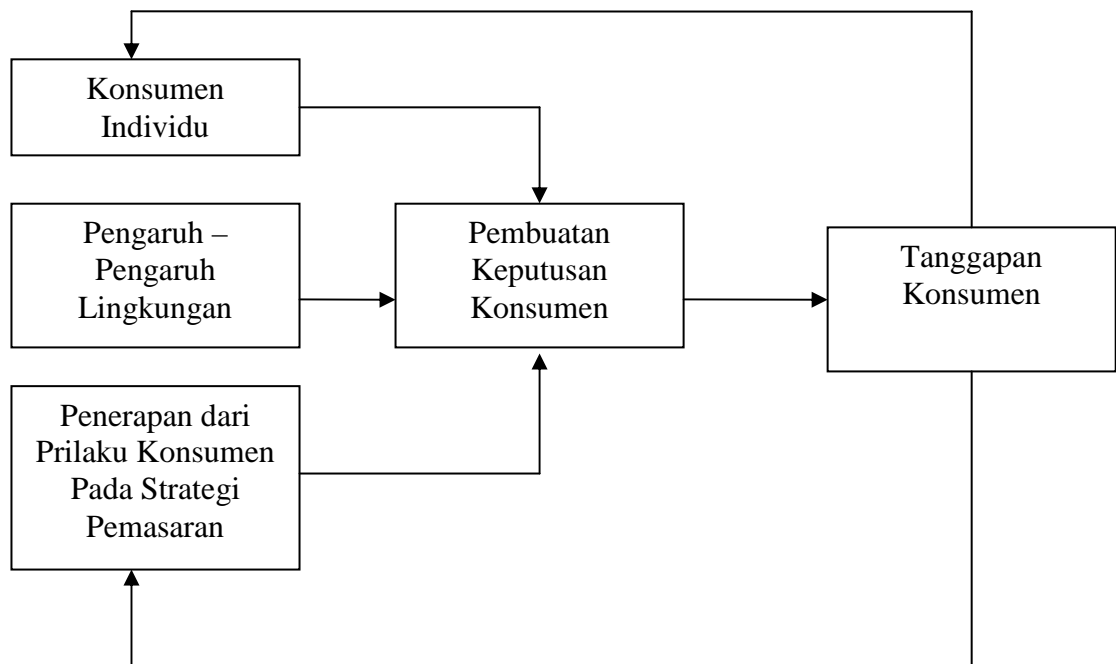 Konsumen
Individu
Pengaruh –
Pengaruh
Lingkungan
Pembuatan
Keputusan
Konsumen
Tanggapan
Konsumen
Penerapan dari
Prilaku Konsumen
Pada Strategi
Pemasaran